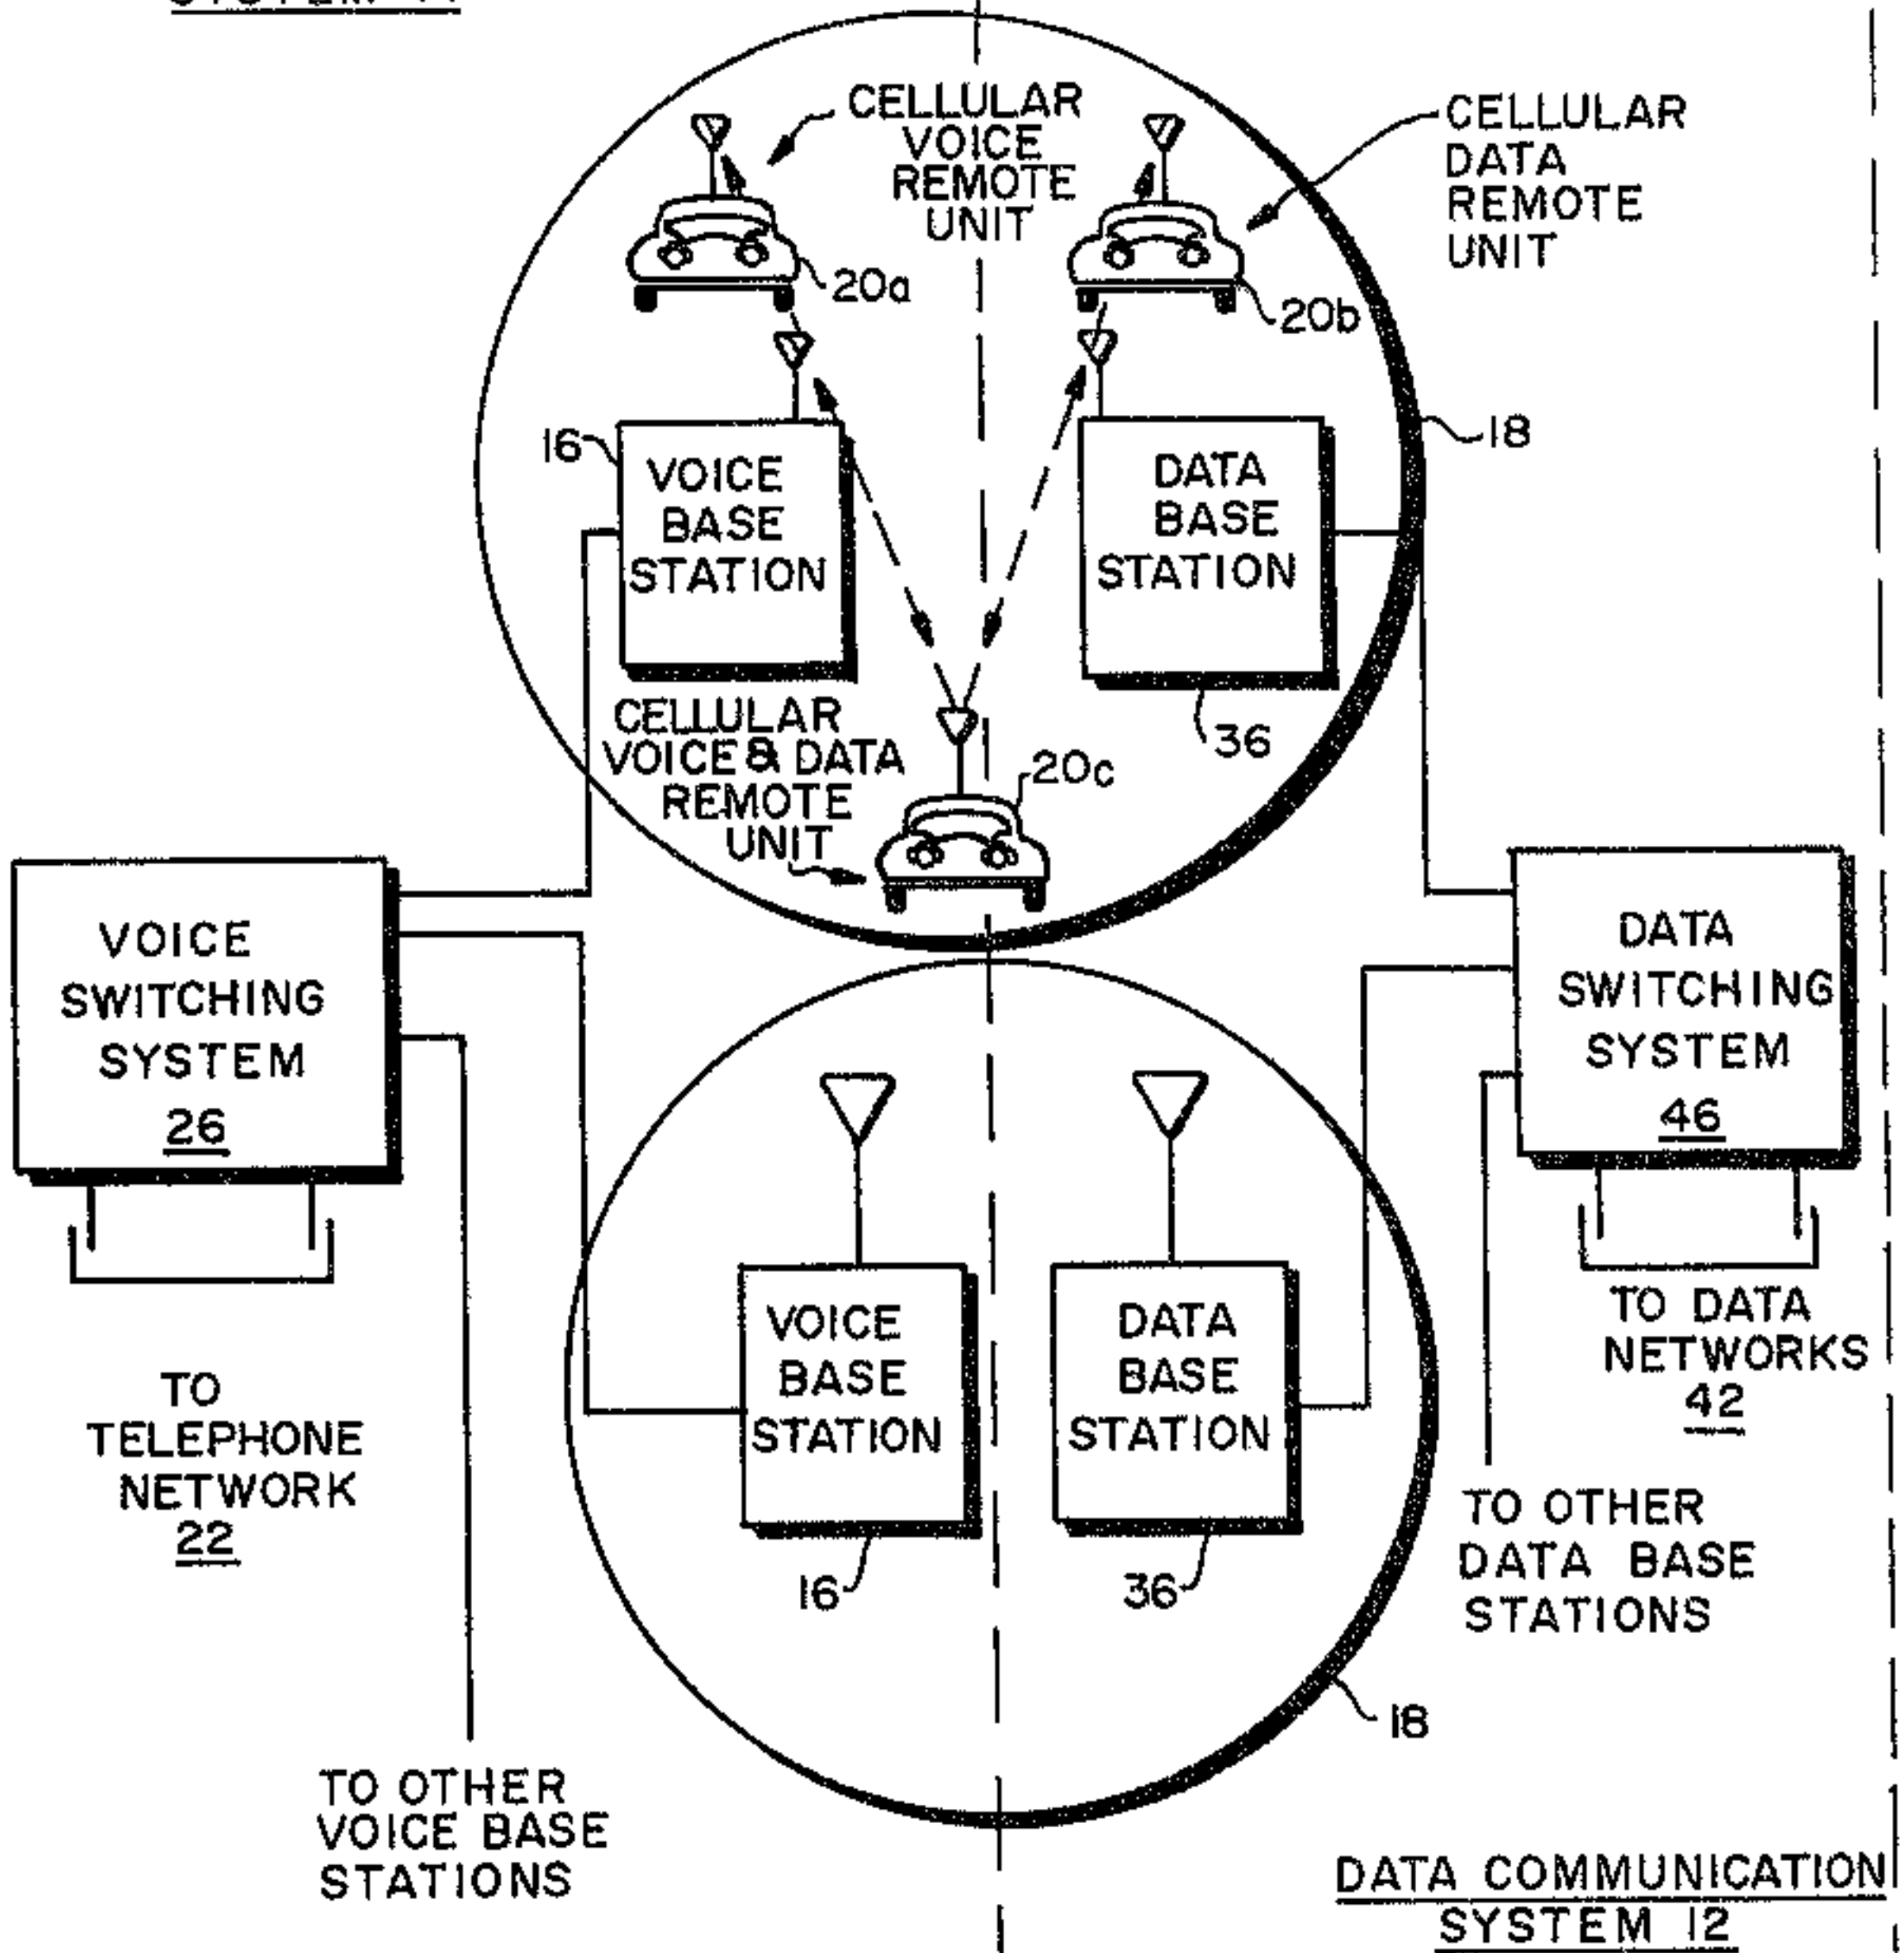 CELLULAR
VOICE
REMOTE
UNIT
CELLULAR
DATA
REMOTE
UNIT
20a
20b
16
VOICE
BASE
STATION
DATA
BASE
STATION
18
36
CELLULAR
VOICE & DATA
REMOTE
UNIT
20c
VOICE
SWITCHING
SYSTEM
26
DATA
SWITCHING
SYSTEM
46
VOICE
BASE
STATION
16
DATA
BASE
STATION
36
TO DATA
NETWORKS
42
TO
TELEPHONE
NETWORK
22
TO OTHER
DATA BASE
STATIONS
18
TO OTHER
VOICE BASE
STATIONS
DATA COMMUNICATION
SYSTEM 12